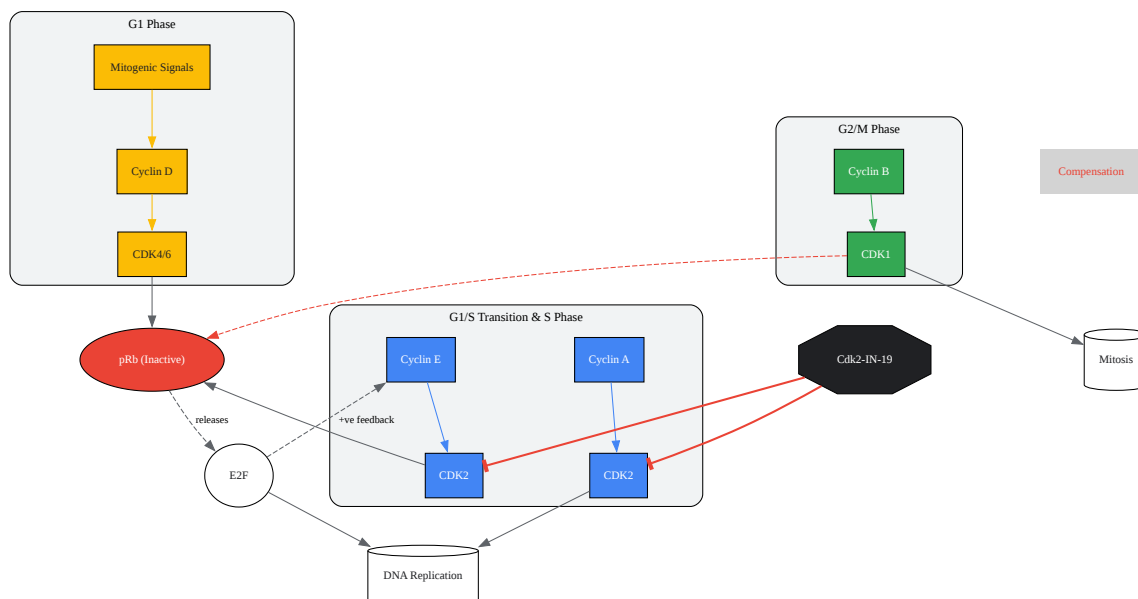 G1 Phase
Mitogenic Signals
Cyclin D
CDK4/6
pRb (Inactive)
releases
E2F
+ve feedback
G1/S Transition & S Phase
Cyclin E
Cyclin A
CDK2
CDK2
DNA Replication
G2/M Phase
Cyclin B
CDK1
Cdk2-IN-19
Mitosis
Compensation